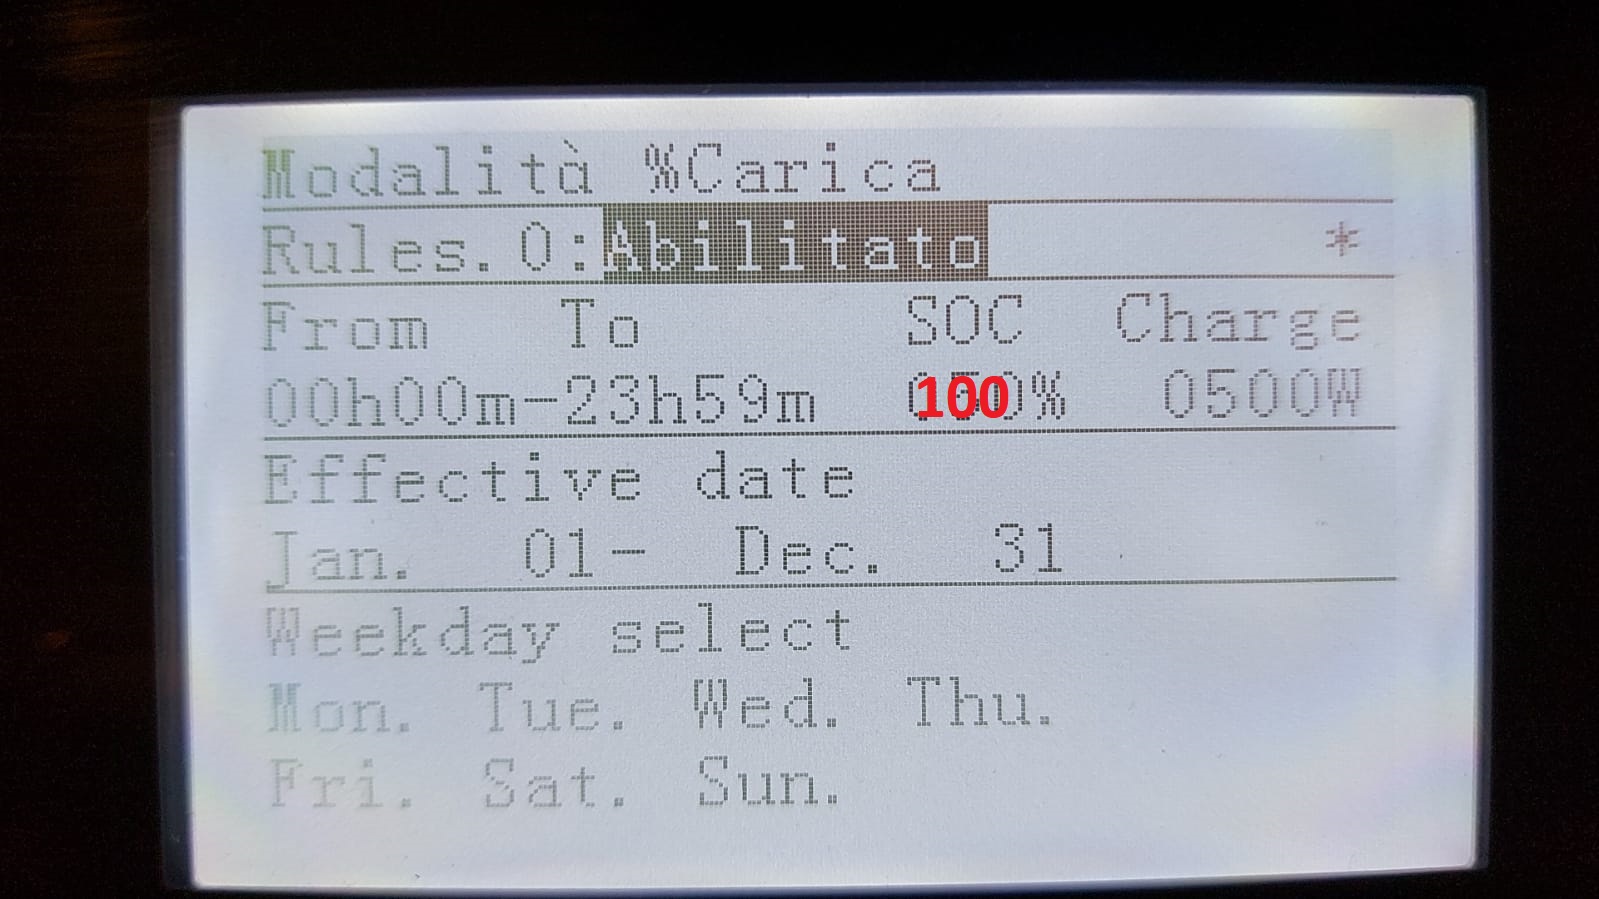 Modalità %Carica
Rules. 0:Abilitato *
From To SOC Charge
00h00m-23h59m 100% 0500W
Effective date
Jan. 01- Dec. 31
Weekday select
Mon. Tue. Wed. Thu.
Fri. Sat. Sun.